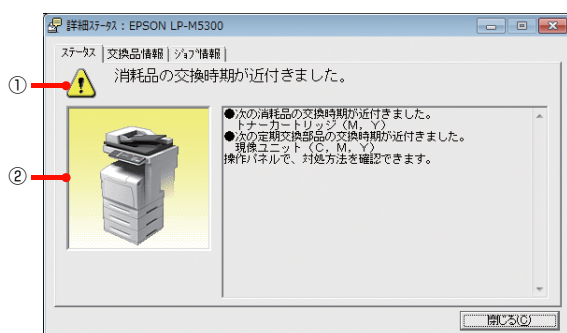 詳細ステータス：EPSON LP-M5300
ステータス 交換品情報 ジョブ情報
① 消耗品の交換時期が近付きました。
●次の消耗品の交換時期が近付きました。
トナーカートリッジ（M，Y）
●次の定期交換部品の交換時期が近付きました。
現像ユニット（C，M，Y）
操作パネルで、対処方法を確認できます。
②
閉じる(C)